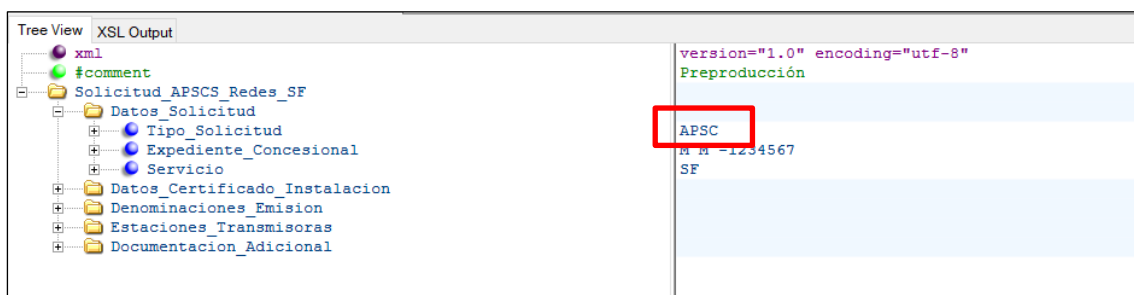 Tree View XSL Output
xml version="1.0" encoding="utf-8"
#comment Preproducción
Solicitud_APSCS_Redes_SF
Datos_Solicitud
Tipo_Solicitud APSC
Expediente_Concesional M M -1234567
Servicio SF
Datos_Certificado_Instalacion
Denominaciones_Emision
Estaciones_Transmisoras
Documentacion_Adicional